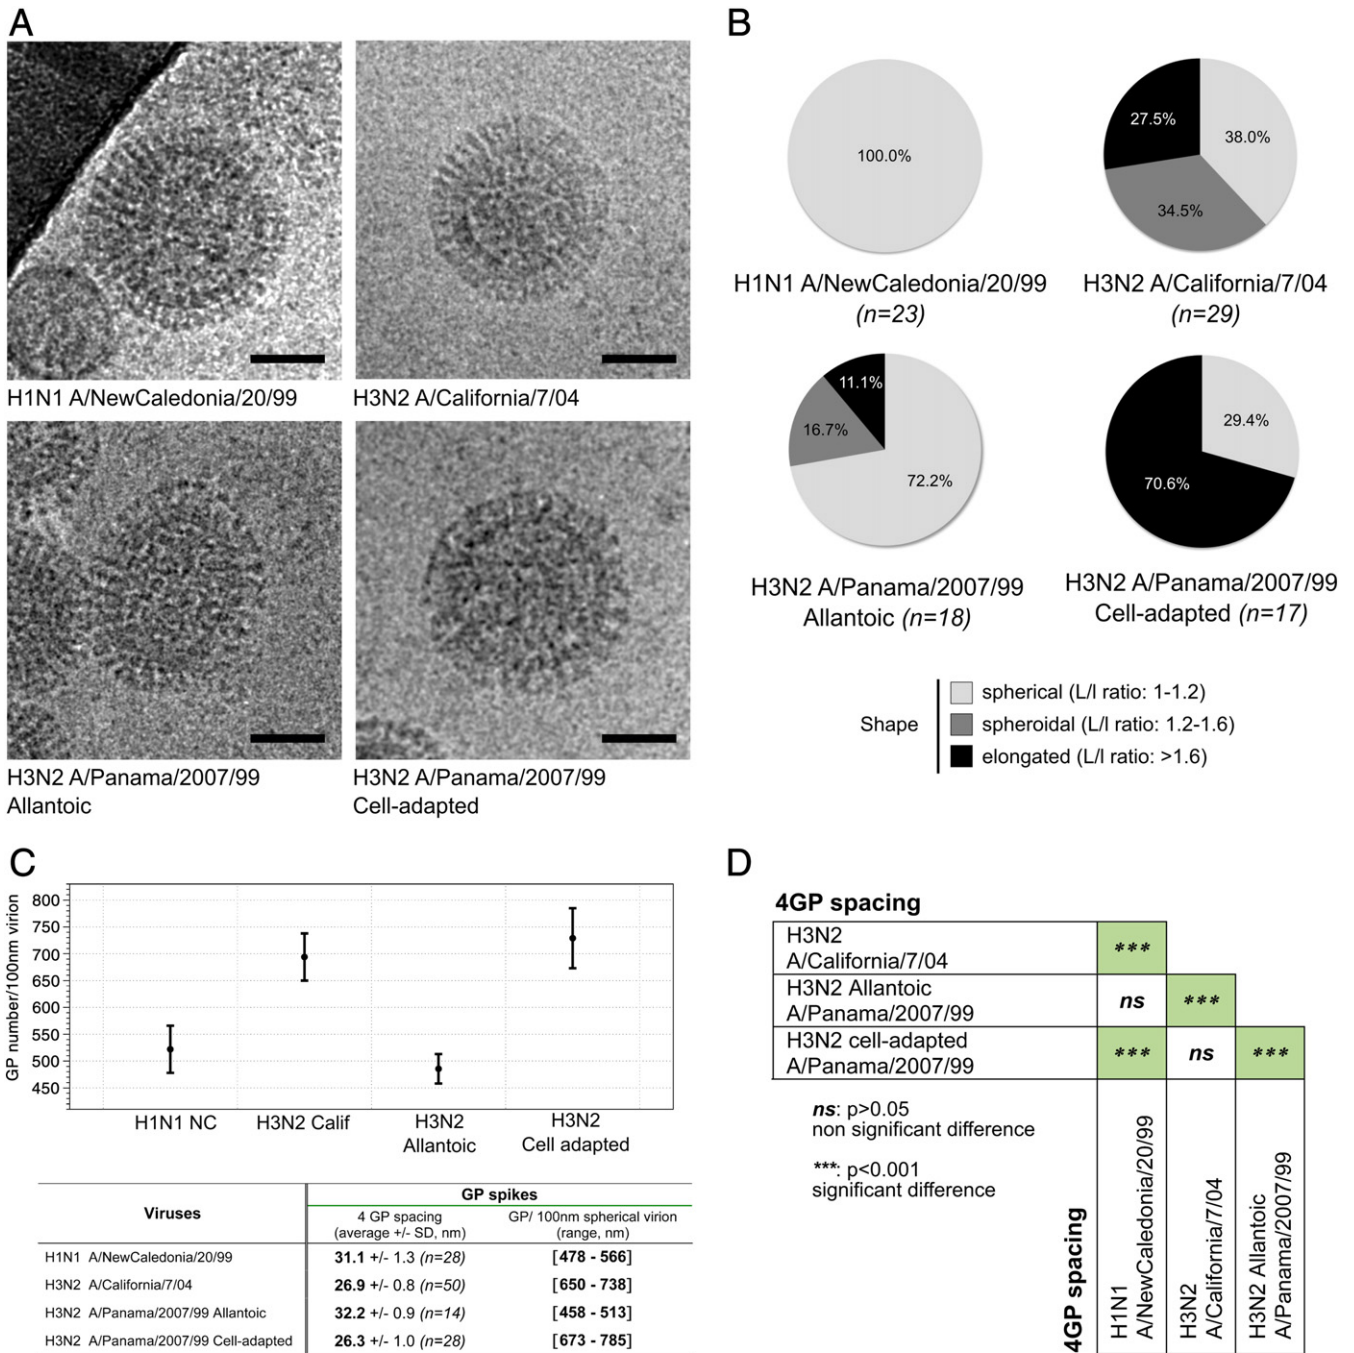 A
H1N1 A/NewCaledonia/20/99
H3N2 A/California/7/04
H3N2 A/Panama/2007/99
Allantoic
H3N2 A/Panama/2007/99
Cell-adapted
B
100.0%
H1N1 A/NewCaledonia/20/99
(n=23)
27.5%
38.0%
34.5%
H3N2 A/California/7/04
(n=29)
11.1%
16.7%
72.2%
H3N2 A/Panama/2007/99
Allantoic (n=18)
29.4%
70.6%
H3N2 A/Panama/2007/99
Cell-adapted (n=17)
Shape
spherical (L/l ratio: 1-1.2)
spheroidal (L/l ratio: 1.2-1.6)
elongated (L/l ratio: >1.6)
C
GP number/100nm virion
800
750
700
650
600
550
500
450
H1N1 NC
H3N2 Calif
H3N2
Allantoic
H3N2
Cell adapted
Viruses
GP spikes
4 GP spacing
(average +/- SD, nm)
GP/ 100nm spherical virion
(range, nm)
H1N1 A/NewCaledonia/20/99 31.1 +/- 1.3 (n=28) [478 - 566]
H3N2 A/California/7/04 26.9 +/- 0.8 (n=50) [650 - 738]
H3N2 A/Panama/2007/99 Allantoic 32.2 +/- 0.9 (n=14) [458 - 513]
H3N2 A/Panama/2007/99 Cell-adapted 26.3 +/- 1.0 (n=28) [673 - 785]
D
4GP spacing
H3N2
A/California/7/04
***
H3N2 Allantoic
A/Panama/2007/99
ns ***
H3N2 cell-adapted
A/Panama/2007/99
*** ns ***
ns: p>0.05
non significant difference
***: p<0.001
significant difference
4GP spacing
H1N1
A/NewCaledonia/20/99
H3N2
A/California/7/04
H3N2 Allantoic
A/Panama/2007/99